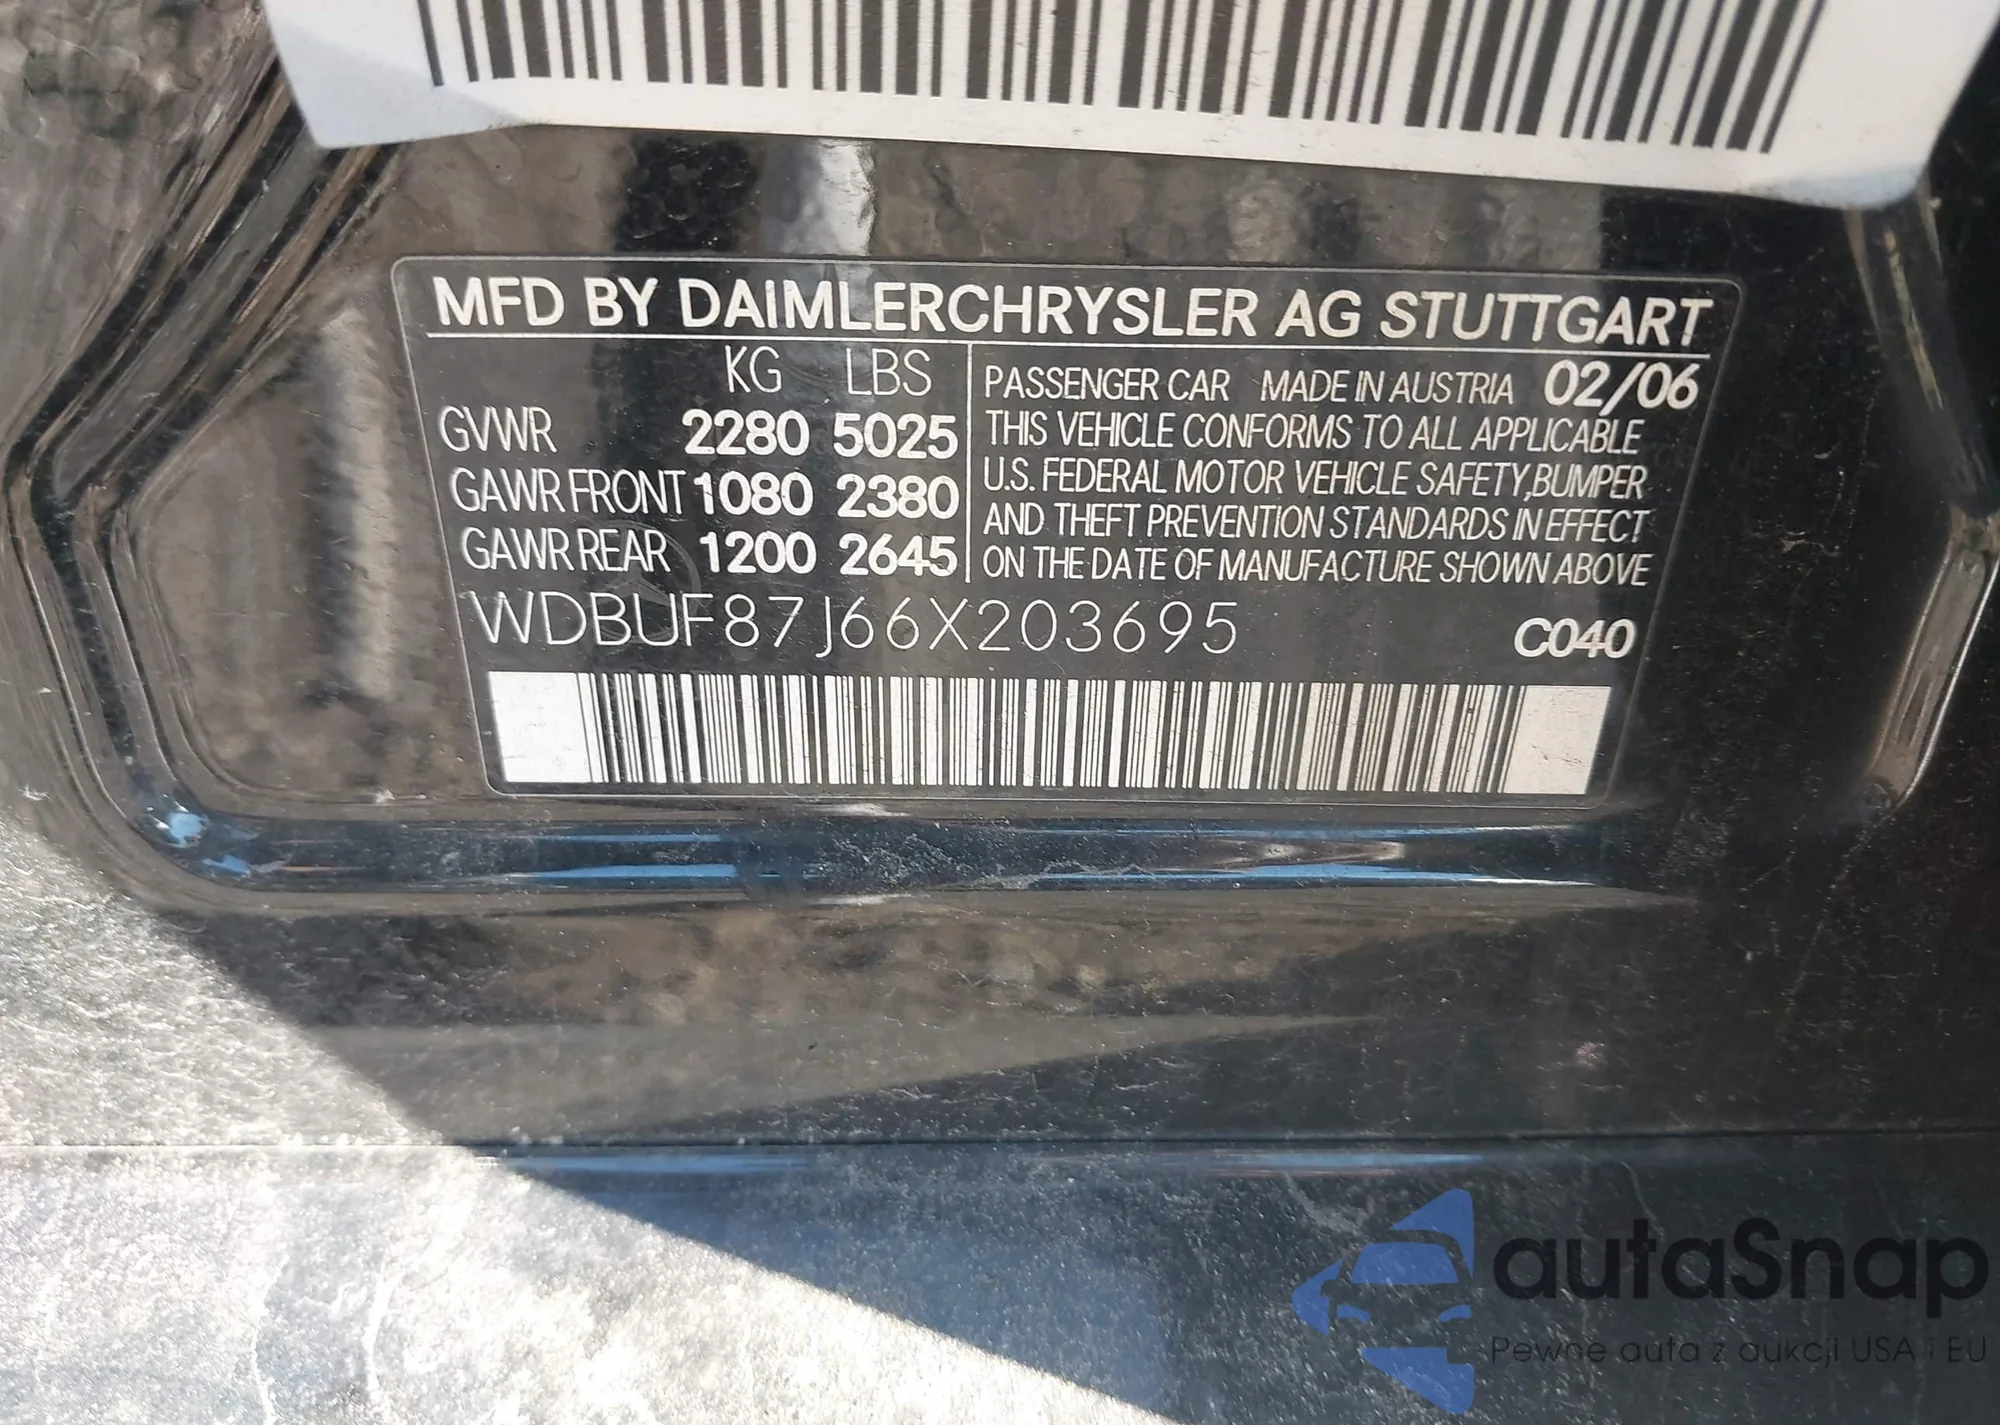 MFD BY DAIMLERCHRYSLER AG STUTTGART
KG LBS
GVWR 2280 5025
GAWR FRONT 1080 2380
GAWR REAR 1200 2645
PASSENGER CAR MADE IN AUSTRIA 02/06
THIS VEHICLE CONFORMS TO ALL APPLICABLE
U.S. FEDERAL MOTOR VEHICLE SAFETY,BUMPER
AND THEFT PREVENTION STANDARDS IN EFFECT
ON THE DATE OF MANUFACTURE SHOWN ABOVE
WDBUF87J66X203695 C040
autaSnap
Pewne auta z aukcji USA i EU